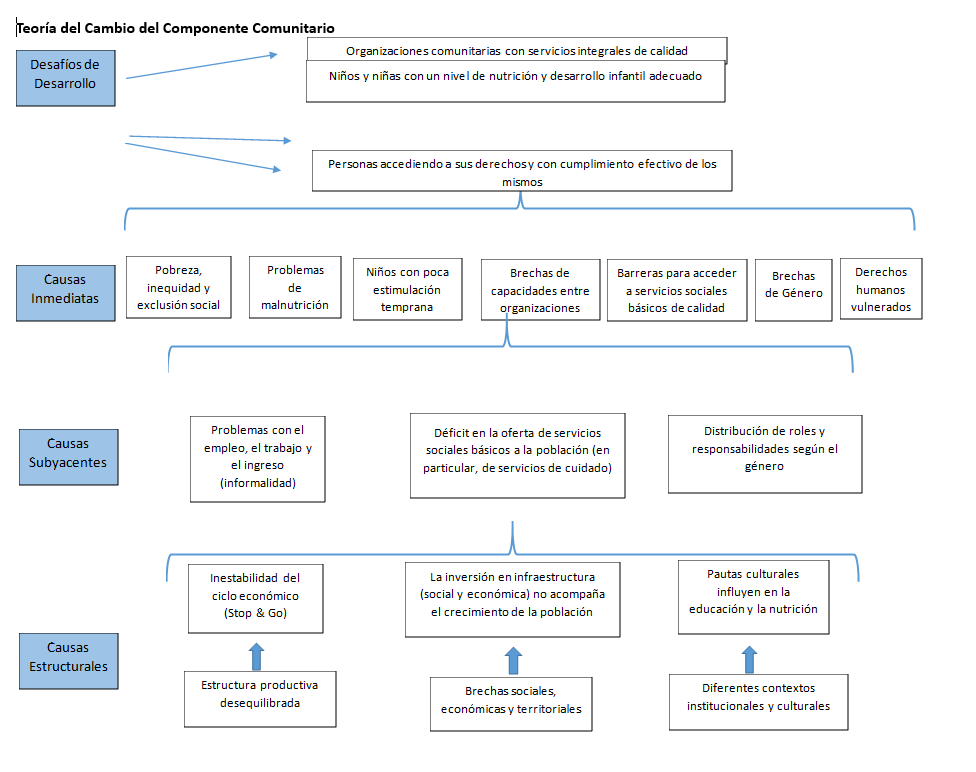 Teoría del Cambio del Componente Comunitario
Desafíos de
Desarrollo
Organizaciones comunitarias con servicios integrales de calidad
Niños y niñas con un nivel de nutrición y desarrollo infantil adecuado
Personas accediendo a sus derechos y con cumplimiento efectivo de los
mismos
Causas
Inmediatas
Pobreza,
inequidad y
exclusión social
Problemas
de
malnutrición
Niños con poca
estimulación
temprana
Brechas de
capacidades entre
organizaciones
Barreras para acceder
a servicios sociales
básicos de calidad
Brechas
de Género
Derechos
humanos
vulnerados
Causas
Subyacentes
Problemas con el
empleo, el trabajo y
el ingreso
(informalidad)
Déficit en la oferta de servicios
sociales básicos a la población (en
particular, de servicios de cuidado)
Distribución de roles y
responsabilidades según el
género
Causas
Estructurales
Inestabilidad del
ciclo económico
(Stop & Go)
La inversión en infraestructura
(social y económica) no acompaña
el crecimiento de la población
Pautas culturales
influyen en la
educación y la nutrición
Estructura productiva
desequilibrada
Brechas sociales,
económicas y territoriales
Diferentes contextos
institucionales y culturales